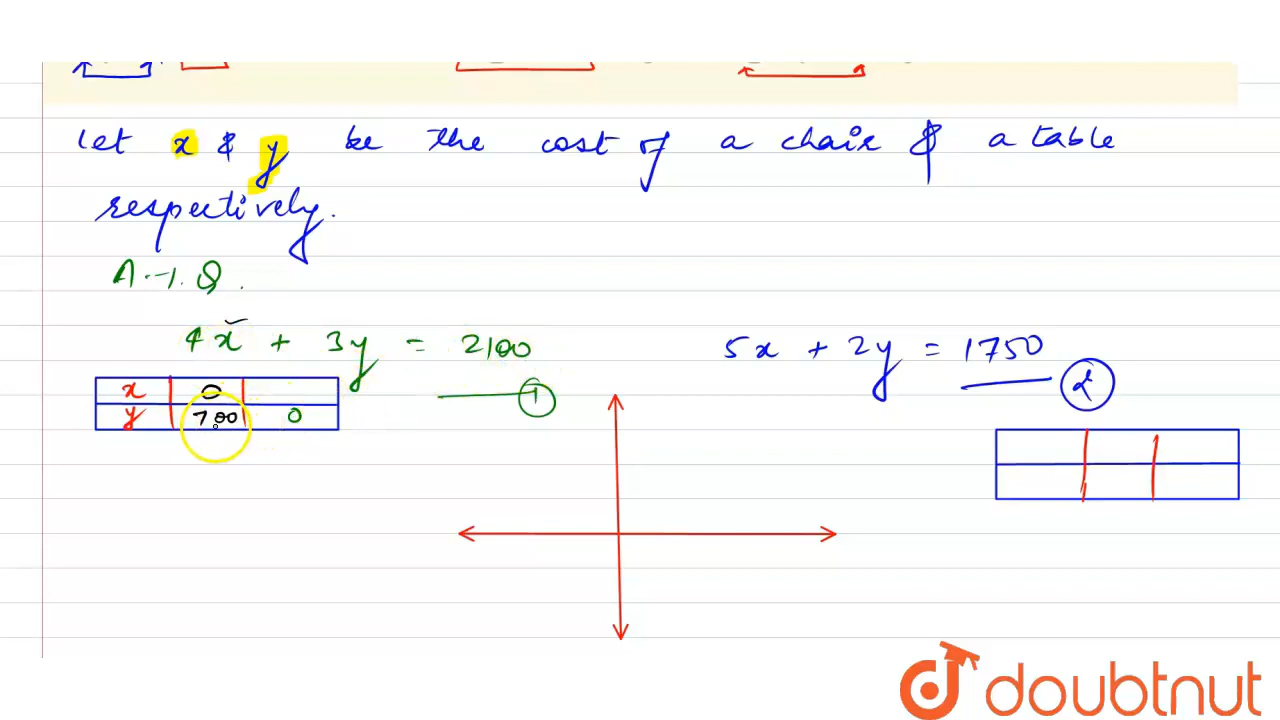 Let x & y be the cost of a chair & a table
respectively.
A.T.Q.
4x + 3y = 2100
5x + 2y = 1750
x 0
1
2
y 700 0
doubtnut